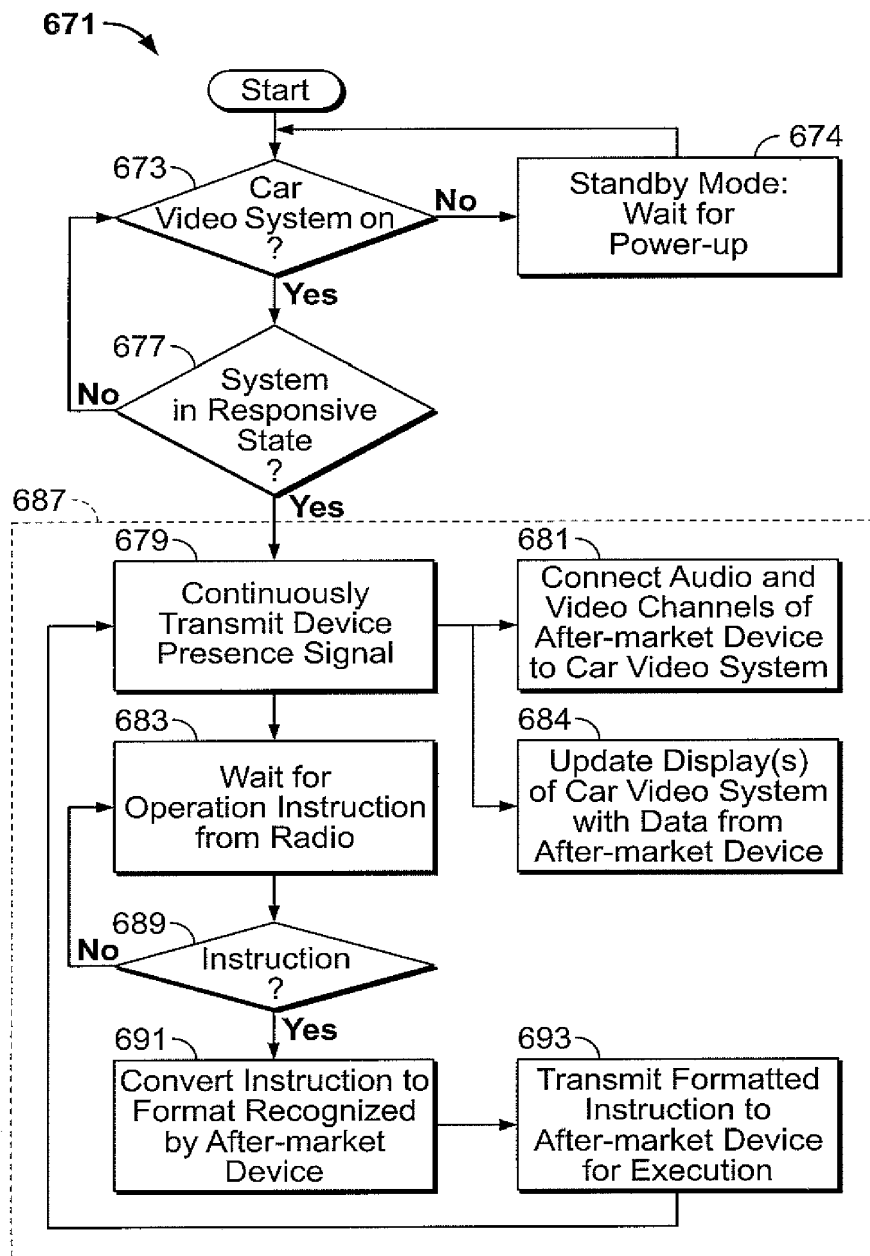 671
Start
673
Car
Video System on
?
No
674
Standby Mode:
Wait for
Power-up
Yes
677
System
in Responsive
State
?
No
Yes
687
679
Continuously
Transmit Device
Presence Signal
681
Connect Audio and
Video Channels of
After-market Device
to Car Video System
683
Wait for
Operation Instruction
from Radio
684
Update Display(s)
of Car Video System
with Data from
After-market Device
689
Instruction
?
No
Yes
691
Convert Instruction to
Format Recognized
by After-market
Device
693
Transmit Formatted
Instruction to
After-market Device
for Execution